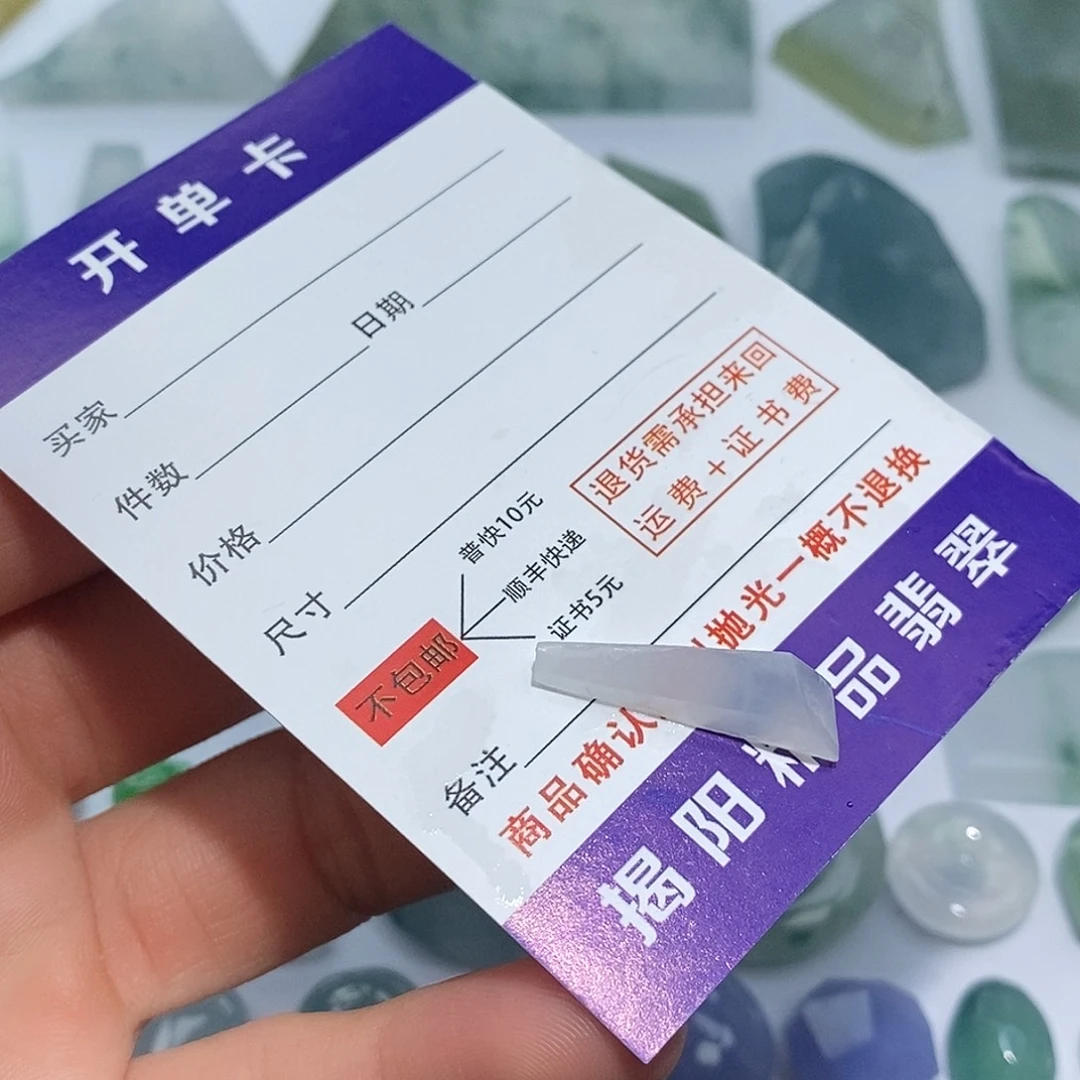 开单卡
买家
件数 日期
价格
尺寸
退货需承担来回
运费+证书费
普快10元
顺丰快递
证书5元
不包邮
备注
商品确认 抛光一概不退换
揭阳精品翡翠